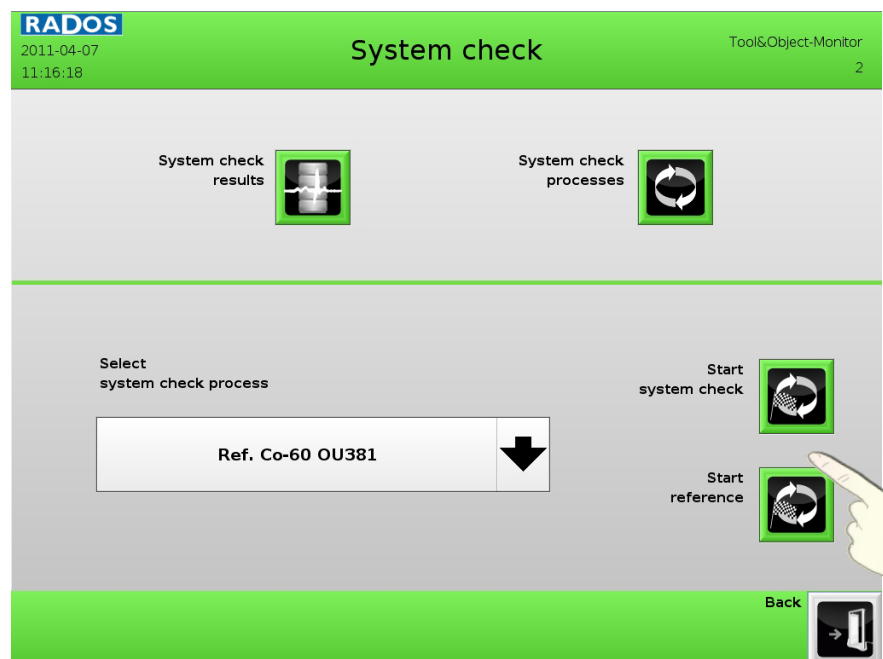 RADOS
2011-04-07
11:16:18
System check
Tool&Object-Monitor
2
System check
results
System check
processes
Select
system check process
Ref. Co-60 OU381
Start
system check
Start
reference
Back